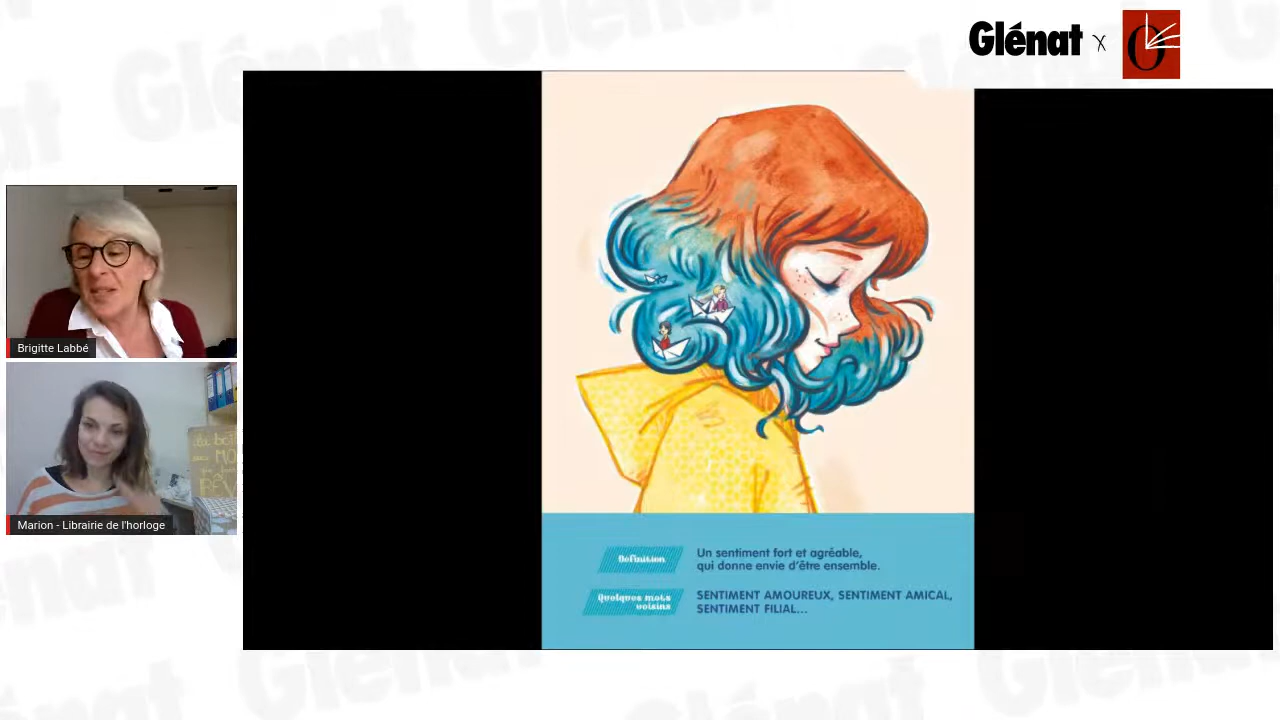 Glénat x
Brigitte Labbé
Marion - Librairie de l'horloge
Définition
Un sentiment fort et agréable,
qui donne envie d'être ensemble.
Quelques mots
voisins
SENTIMENT AMOUREUX, SENTIMENT AMICAL,
SENTIMENT FILIAL...